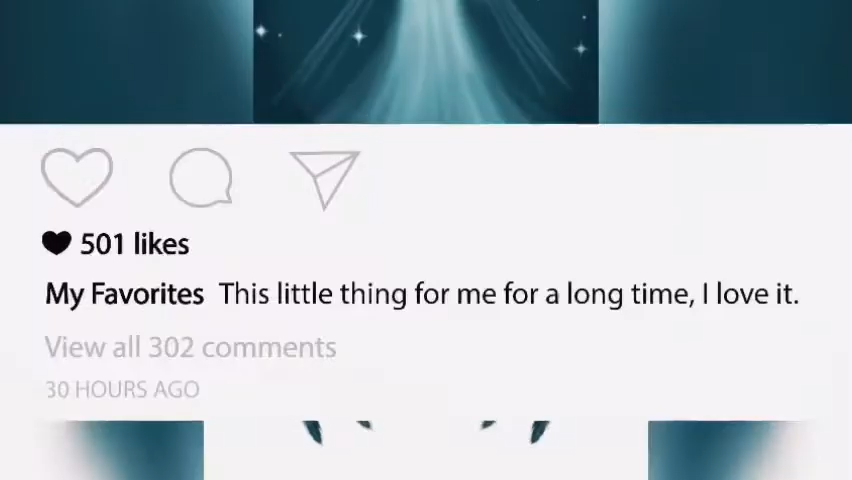 501 likes
My Favorites This little thing for me for a long time, I love it.
View all 302 comments
30 HOURS AGO